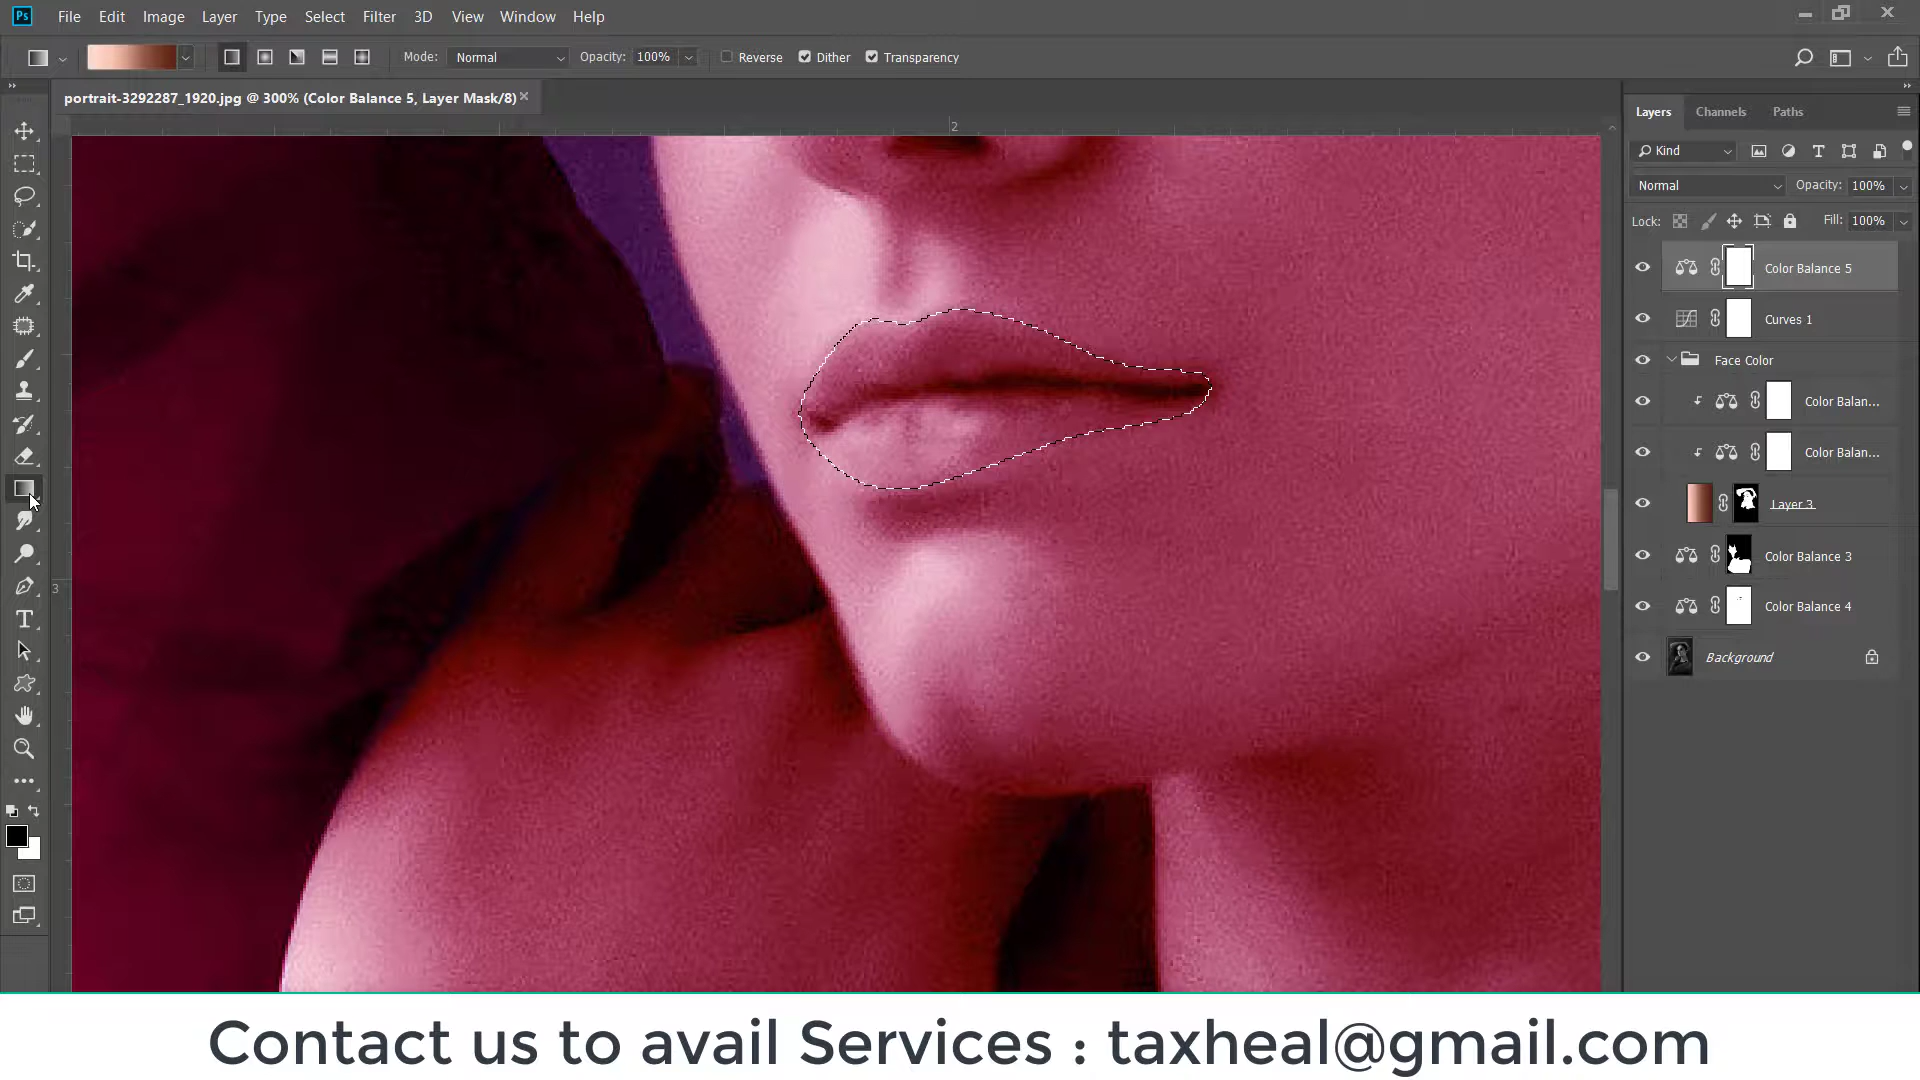 Ps File Edit Image Layer Type Select Filter 3D View Window Help
Mode: Normal Opacity: 100% Reverse Dither Transparency
portrait-3292287_1920.jpg @ 300% (Color Balance 5, Layer Mask/8)
2
3
Layers Channels Paths
Kind
Normal Opacity: 100%
Lock: Fill: 100%
Color Balance 5
Curves 1
Face Color
Color Balan...
Color Balan...
Layer 3
Color Balance 3
Color Balance 4
Background
Contact us to avail Services : taxheal@gmail.com